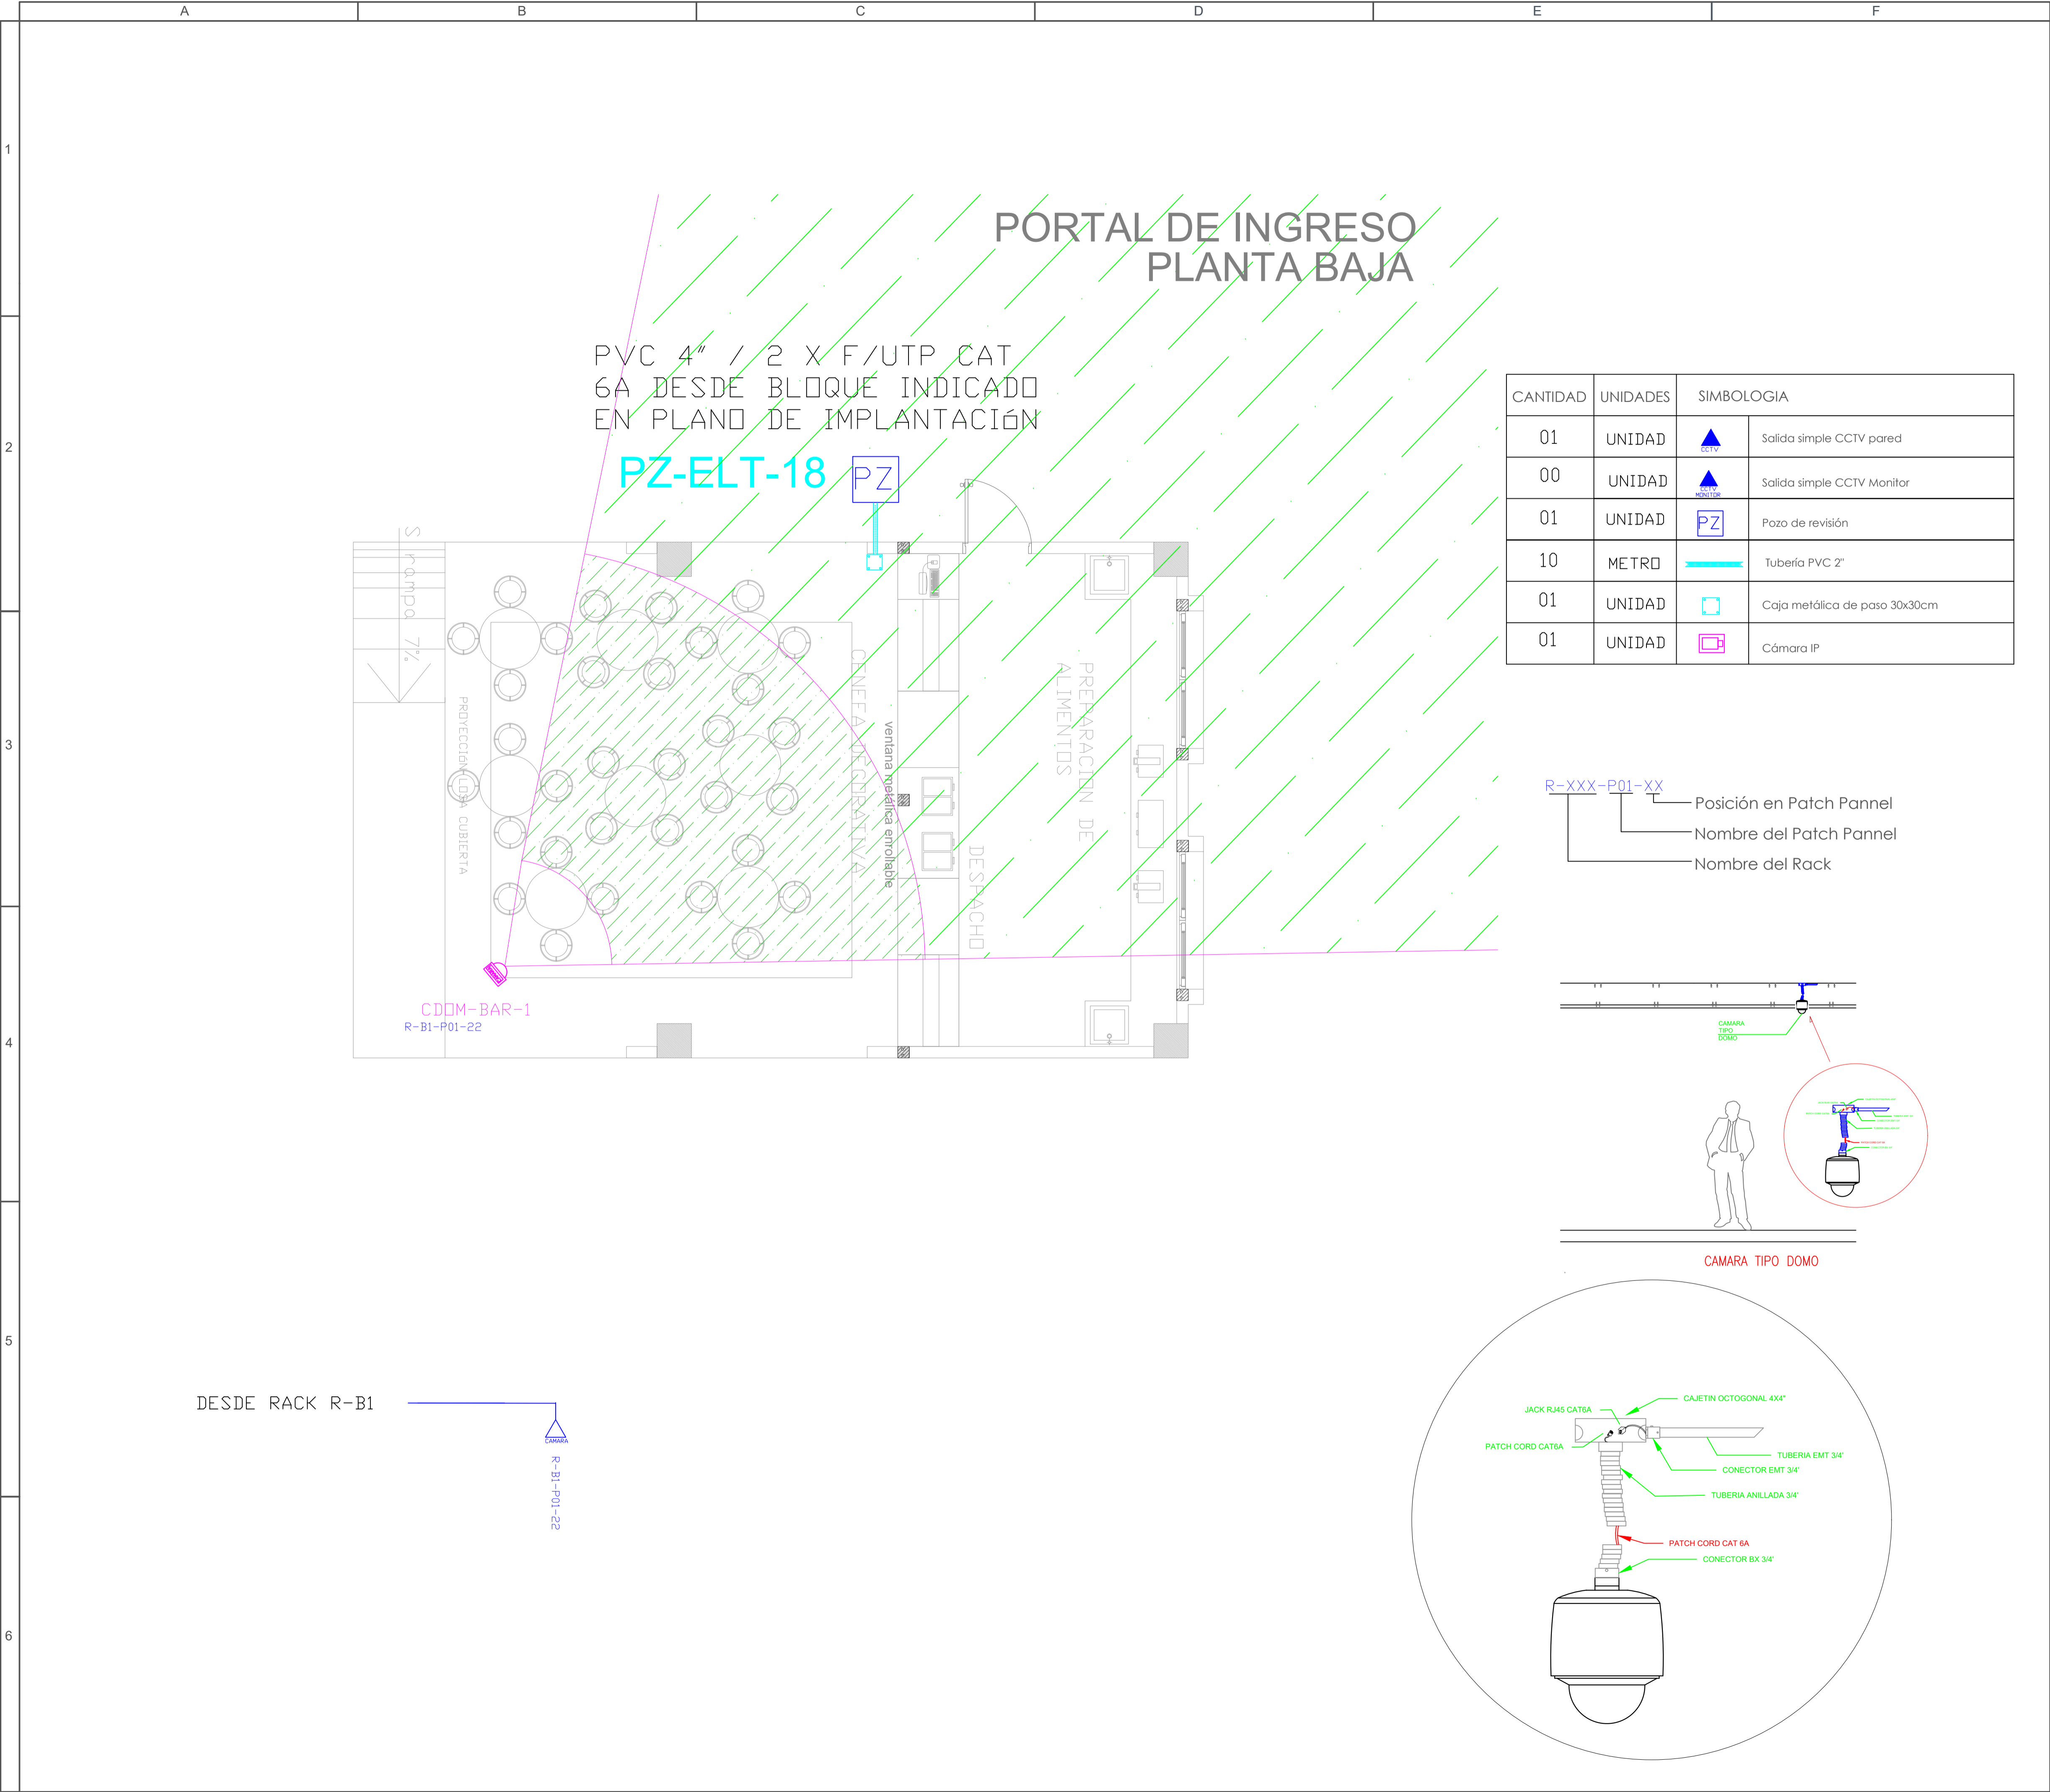 A B C D E F
1
2
3
4
5
6
PORTAL DE INGRESO
PLANTA BAJA
PVC 4" / 2 X F/UTP CAT
6A DESDE BLOQUE INDICADO
EN PLANO DE IMPLANTACIóN
PZ-ELT-18
PZ
S rampa 7%
PROYECCIÓN LOSA CUBIERTA
CENEFA DECORATIVA
ventana metálica enrollable
DESPACHO
PREPARACION DE
ALIMENTOS
CDOM-BAR-1
R-B1-P01-22
CANTIDAD UNIDADES SIMBOLOGIA
01 UNIDAD CCTV Salida simple CCTV pared
00 UNIDAD CCTV MONITOR Salida simple CCTV Monitor
01 UNIDAD PZ Pozo de revisión
10 METRO Tubería PVC 2"
01 UNIDAD Caja metálica de paso 30x30cm
01 UNIDAD Cámara IP
R-XXX-P01-XX
Posición en Patch Pannel
Nombre del Patch Pannel
Nombre del Rack
CAMARA
TIPO
DOMO
CAMARA TIPO DOMO
DESDE RACK R-B1
CAMARA
R-B1-P01-22
CAJETIN OCTOGONAL 4X4"
JACK RJ45 CAT6A
PATCH CORD CAT6A
TUBERIA EMT 3/4'
CONECTOR EMT 3/4'
TUBERIA ANILLADA 3/4'
PATCH CORD CAT 6A
CONECTOR BX 3/4'